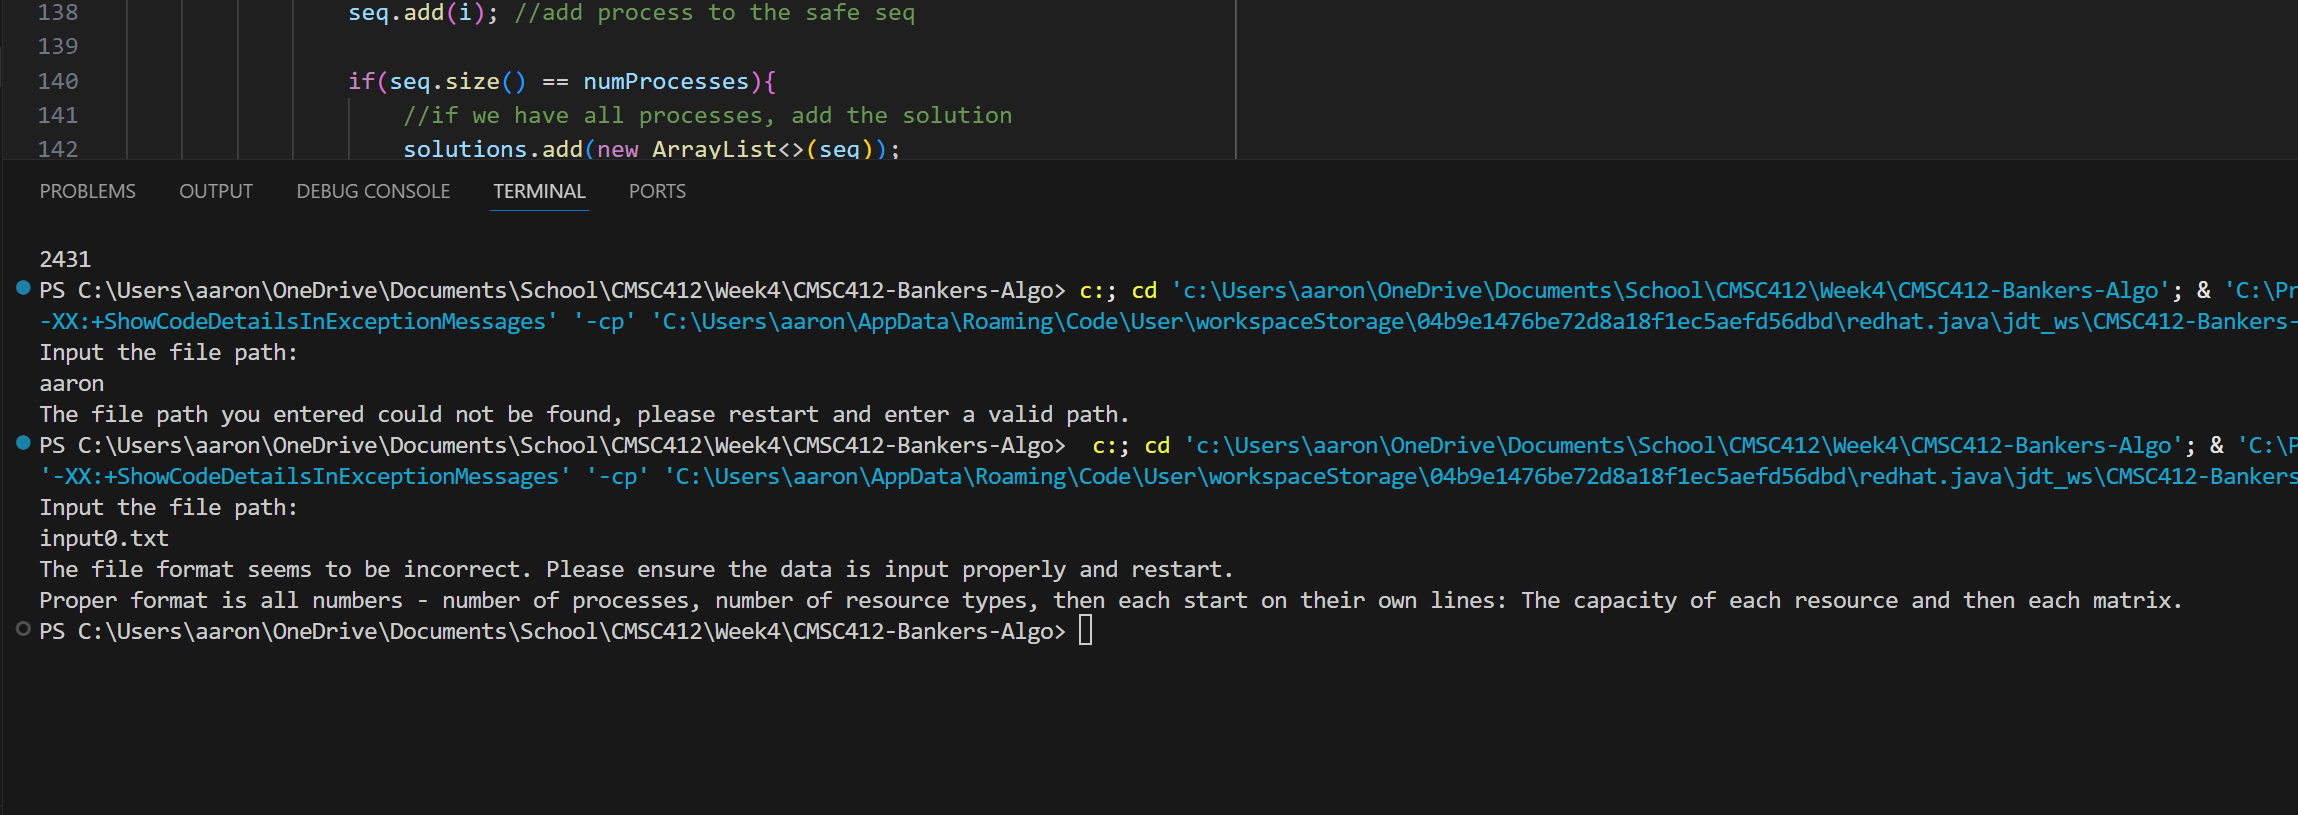 138 seq.add(i); //add process to the safe seq
139
140 if(seq.size() == numProcesses){
141 //if we have all processes, add the solution
142 solutions.add(new ArrayList<>(seq));
PROBLEMS OUTPUT DEBUG CONSOLE TERMINAL PORTS
2431
PS C:\Users\aaron\OneDrive\Documents\School\CMSC412\Week4\CMSC412-Bankers-Algo> c:; cd 'c:\Users\aaron\OneDrive\Documents\School\CMSC412\Week4\CMSC412-Bankers-Algo'; & 'C:\Pr
-XX:+ShowCodeDetailsInExceptionMessages' '-cp' 'C:\Users\aaron\AppData\Roaming\Code\User\workspaceStorage\04b9e1476be72d8a18f1ec5aefd56dbd\redhat.java\jdt_ws\CMSC412-Bankers-
Input the file path:
aaron
The file path you entered could not be found, please restart and enter a valid path.
PS C:\Users\aaron\OneDrive\Documents\School\CMSC412\Week4\CMSC412-Bankers-Algo>  c:; cd 'c:\Users\aaron\OneDrive\Documents\School\CMSC412\Week4\CMSC412-Bankers-Algo'; & 'C:\P
'-XX:+ShowCodeDetailsInExceptionMessages' '-cp' 'C:\Users\aaron\AppData\Roaming\Code\User\workspaceStorage\04b9e1476be72d8a18f1ec5aefd56dbd\redhat.java\jdt_ws\CMSC412-Bankers
Input the file path:
input0.txt
The file format seems to be incorrect. Please ensure the data is input properly and restart.
Proper format is all numbers - number of processes, number of resource types, then each start on their own lines: The capacity of each resource and then each matrix.
PS C:\Users\aaron\OneDrive\Documents\School\CMSC412\Week4\CMSC412-Bankers-Algo>